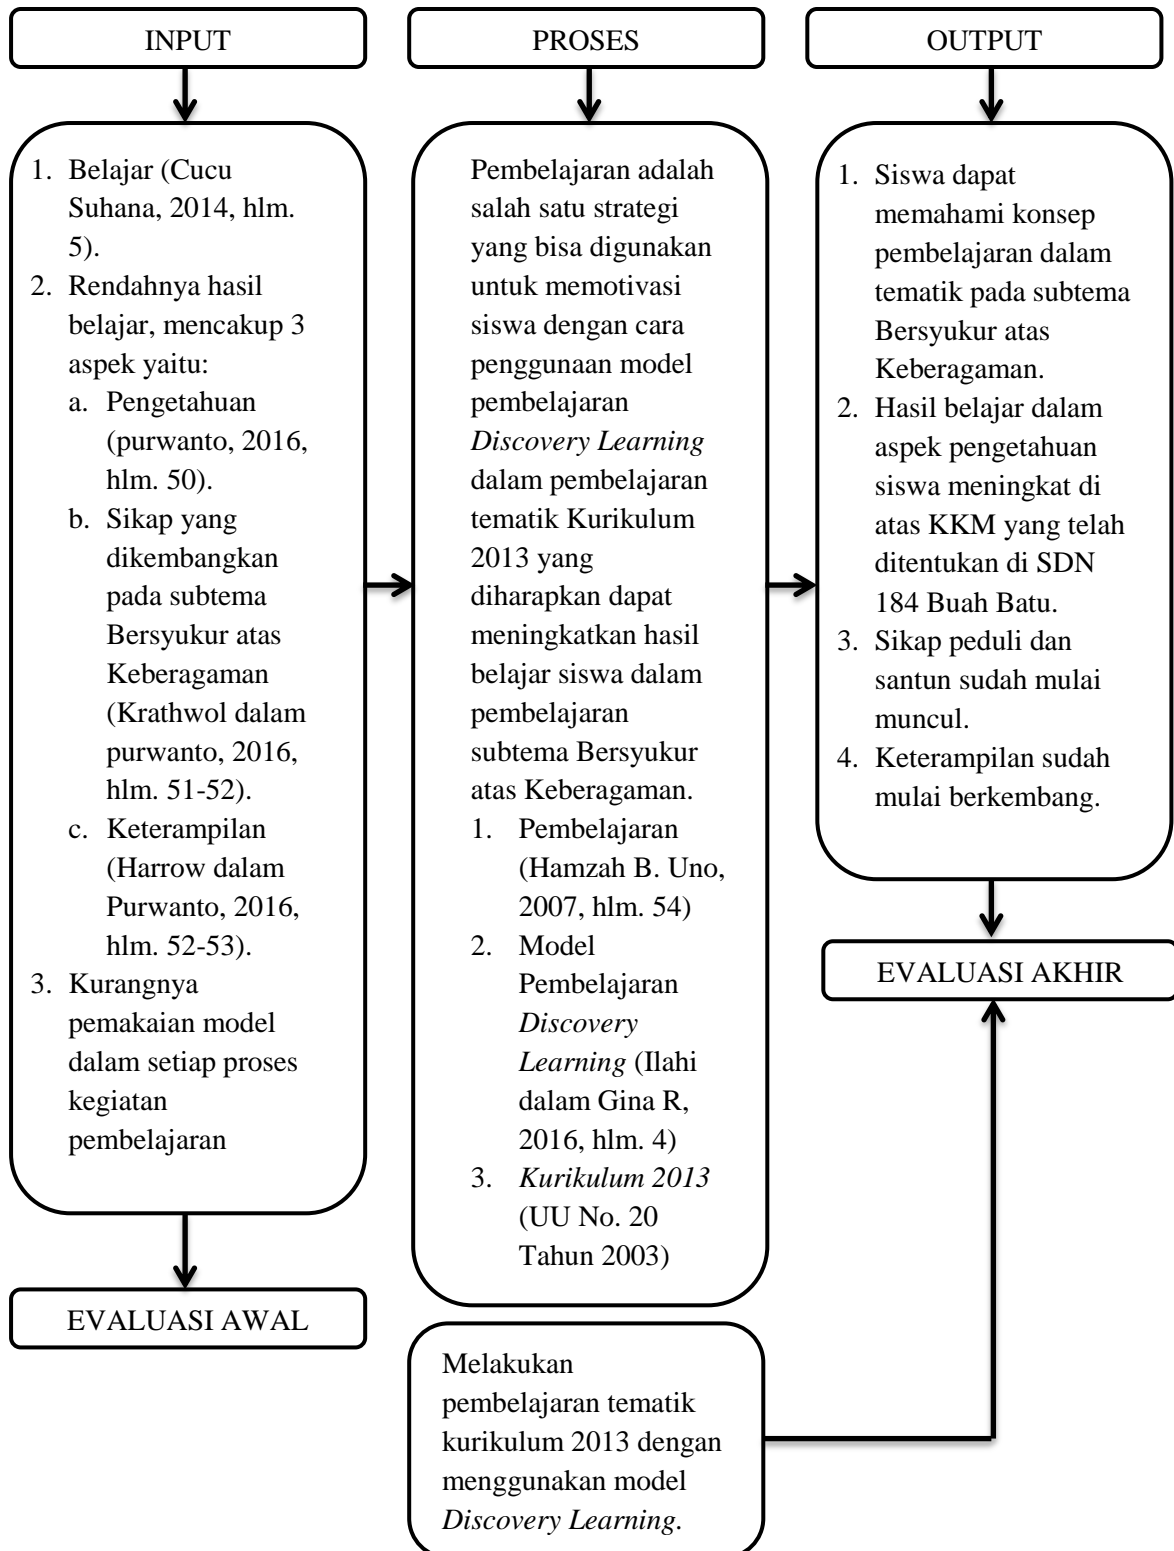 INPUT
1. Belajar (Cucu
Suhana, 2014, hlm.
5).
2. Rendahnya hasil
belajar, mencakup 3
aspek yaitu:
a. Pengetahuan
(purwanto, 2016,
hlm. 50).
b. Sikap yang
dikembangkan
pada subtema
Bersyukur atas
Keberagaman
(Krathwol dalam
purwanto, 2016,
hlm. 51-52).
c. Keterampilan
(Harrow dalam
Purwanto, 2016,
hlm. 52-53).
3. Kurangnya
pemakaian model
dalam setiap proses
kegiatan
pembelajaran
EVALUASI AWAL
PROSES
Pembelajaran adalah
salah satu strategi
yang bisa digunakan
untuk memotivasi
siswa dengan cara
penggunaan model
pembelajaran
Discovery Learning
dalam pembelajaran
tematik Kurikulum
2013 yang
diharapkan dapat
meningkatkan hasil
belajar siswa dalam
pembelajaran
subtema Bersyukur
atas Keberagaman.
1. Pembelajaran
(Hamzah B. Uno,
2007, hlm. 54)
2. Model
Pembelajaran
Discovery
Learning (Ilahi
dalam Gina R,
2016, hlm. 4)
3. Kurikulum 2013
(UU No. 20
Tahun 2003)
Melakukan
pembelajaran tematik
kurikulum 2013 dengan
menggunakan model
Discovery Learning.
OUTPUT
1. Siswa dapat
memahami konsep
pembelajaran dalam
tematik pada subtema
Bersyukur atas
Keberagaman.
2. Hasil belajar dalam
aspek pengetahuan
siswa meningkat di
atas KKM yang telah
ditentukan di SDN
184 Buah Batu.
3. Sikap peduli dan
santun sudah mulai
muncul.
4. Keterampilan sudah
mulai berkembang.
EVALUASI AKHIR